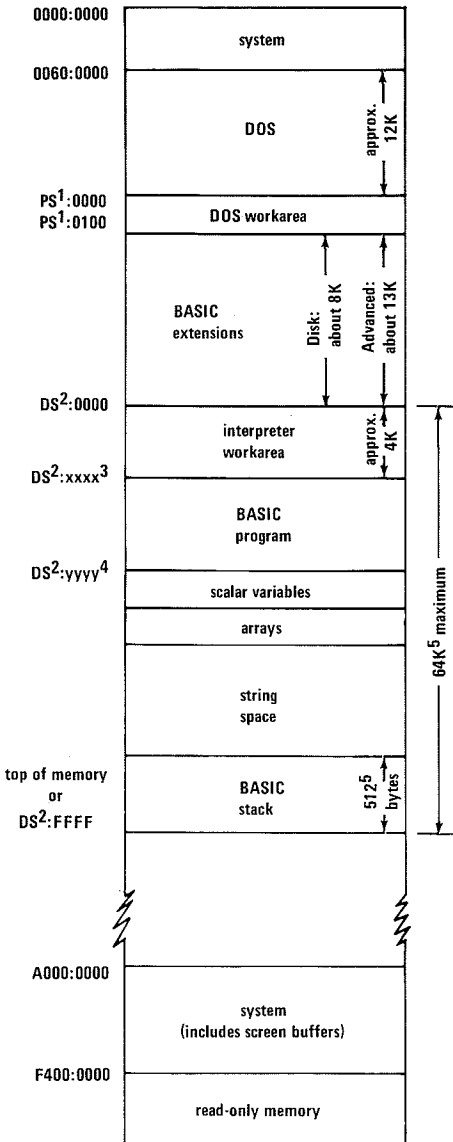 0000:0000
system
0060:0000
DOS
approx.
12K
PS¹:0000
PS¹:0100
DOS workarea
BASIC
extensions
Disk:
about 8K
Advanced:
about 13K
DS²:0000
interpreter
workarea
approx.
4K
DS²:xxxx³
BASIC
program
DS²:yyyy⁴
scalar variables
arrays
64K⁵ maximum
string
space
top of memory
or
DS²:FFFF
BASIC
stack
512⁵
bytes
A000:0000
system
(includes screen buffers)
F400:0000
read-only memory